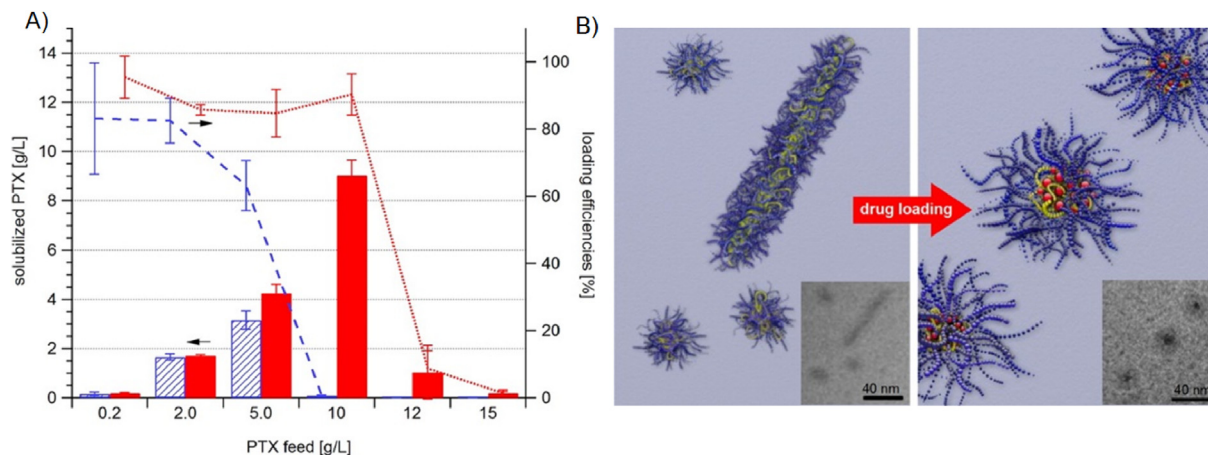 A)
B)
solubilized PTX [g/L]
14
12
10
8
6
4
2
0
100
80
60
40
20
0
loading efficiencies [%]
0.2 2.0 5.0 10 12 15
PTX feed [g/L]
drug loading
40 nm
40 nm